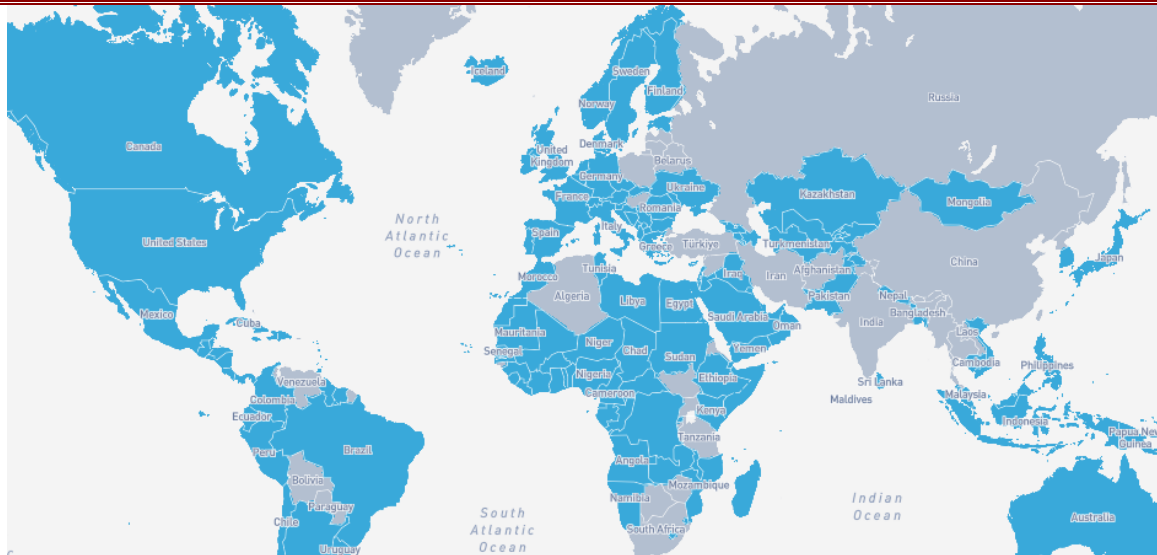 Iceland
Sweden
Finland
Norway
Russia
Canada
Denmark
United
Kingdom
Belarus
Germany
Ukraine
Kazakhstan
France
Romania
Mongolia
North
Atlantic
Ocean
Italy
Spain
Greece
Türkiye
Turkmenistan
United States
Japan
China
Tunisia
Morocco
Iraq
Iran
Afghanistan
Algeria
Libya
Egypt
Pakistan
Nepal
Mexico
Cuba
Saudi Arabia
Bangladesh
India
Oman
Mauritania
Laos
Niger
Chad
Sudan
Yemen
Senegal
Cambodia
Philippines
Nigeria
Ethiopia
Venezuela
Sri Lanka
Cameroon
Colombia
Maldives
Malaysia
Ecuador
Kenya
Indonesia
Papua New
Guinea
Tanzania
Peru
Brazil
Angola
Bolivia
Mozambique
Namibia
Indian
Ocean
Paraguay
South
Atlantic
Ocean
Chile
South Africa
Australia
Uruguay